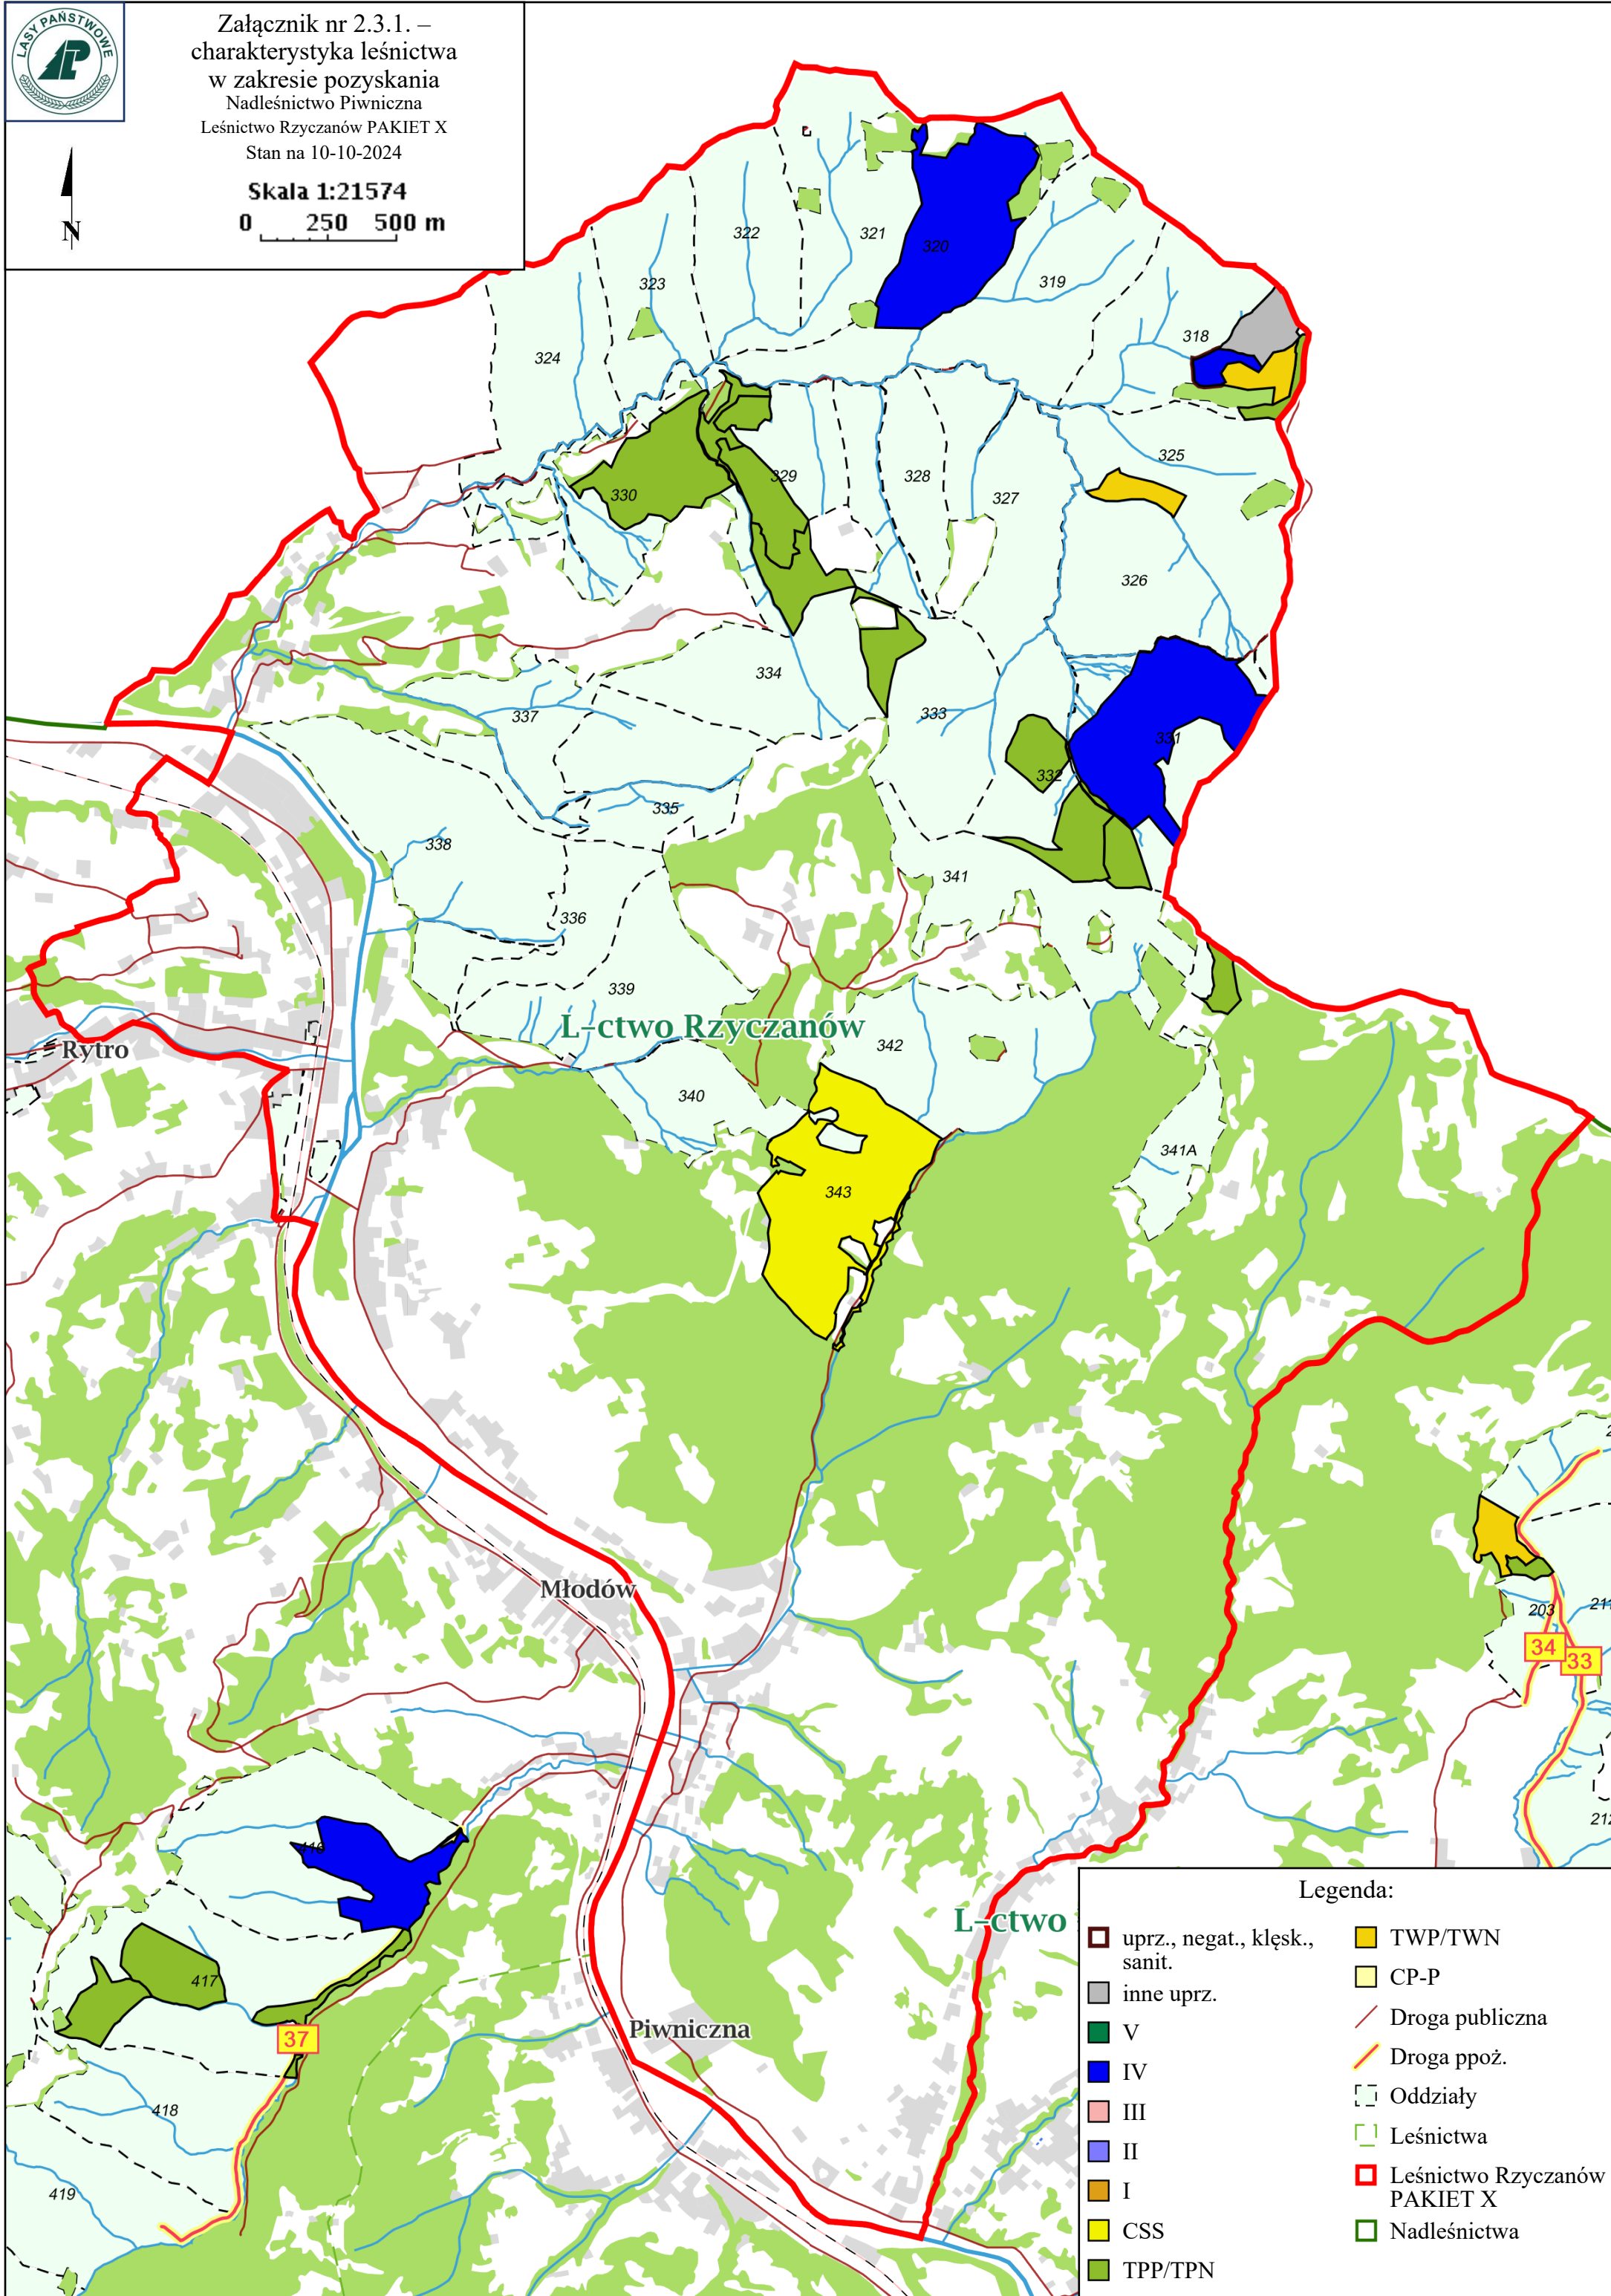 LASY PAŃSTWOWE
Załącznik nr 2.3.1. –
charakterystyka leśnictwa
w zakresie pozyskania
Nadleśnictwo Piwniczna
Leśnictwo Rzyczanów PAKIET X
Stan na 10-10-2024
Skala 1:21574
0 250 500 m
N
322
321
320
323
319
318
324
325
329
328
330
327
326
334
337
333
331
332
335
338
341
336
339
L-ctwo Rzyczanów
342
Rytro
340
341A
343
Młodów
203
211
34
33
212
416
L-ctwo
417
Piwniczna
37
418
419
Legenda:
uprz., negat., klęsk.,
sanit.
inne uprz.
V
IV
III
II
I
CSS
TPP/TPN
TWP/TWN
CP-P
Droga publiczna
Droga ppoż.
Oddziały
Leśnictwa
Leśnictwo Rzyczanów
PAKIET X
Nadleśnictwa